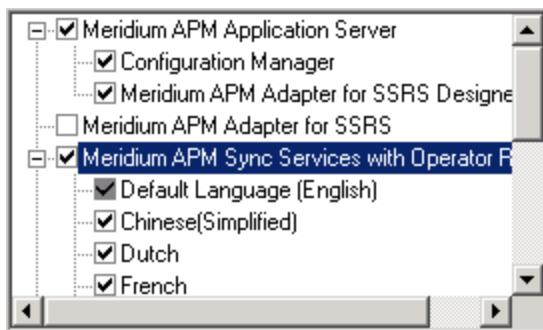 Meridium APM Application Server
Configuration Manager
Meridium APM Adapter for SSRS Designe
Meridium APM Adapter for SSRS
Meridium APM Sync Services with Operator R
Default Language (English)
Chinese(Simplified)
Dutch
French